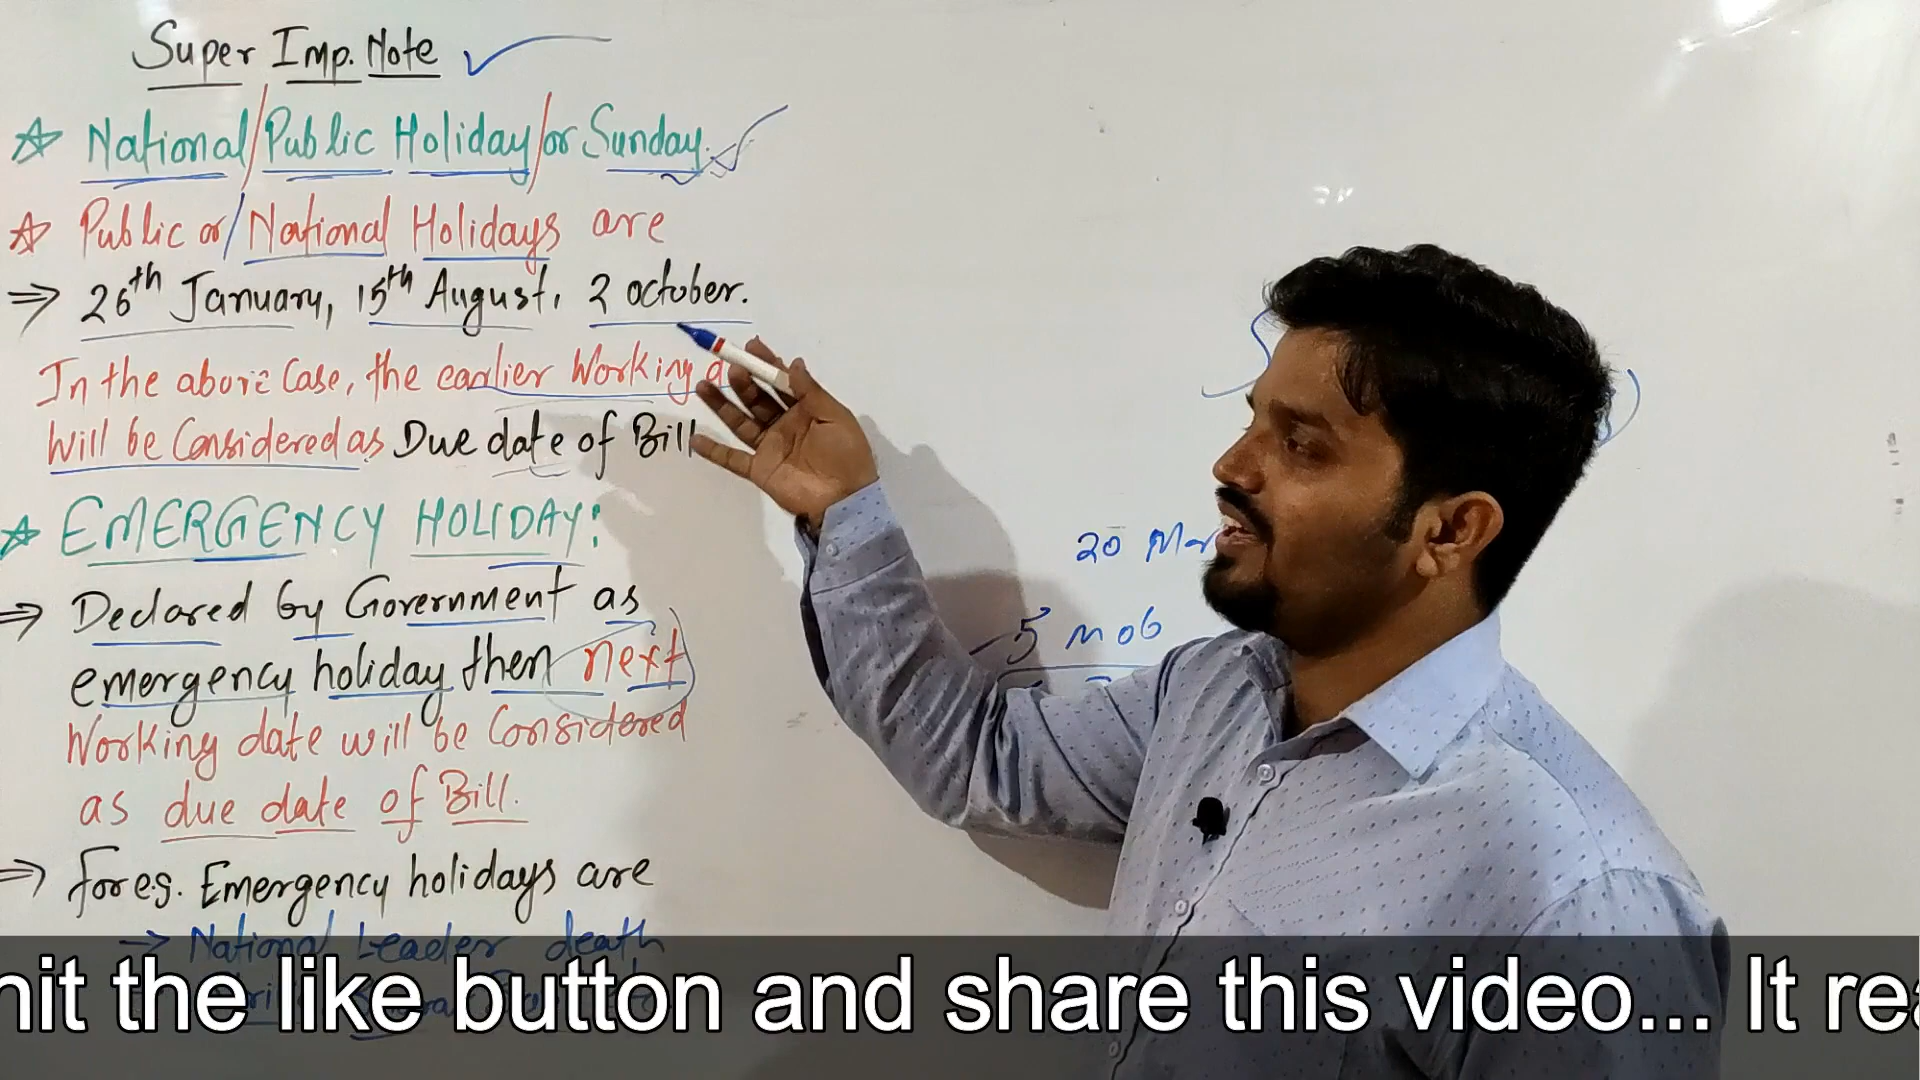 Super Imp. Note
National/Public Holiday/or Sunday.
Public or/National Holidays are
⇒ 26th January, 15th August, 2 october.
In the above Case, the earlier Working
Will be Considered as Due date of Bill
EMERGENCY HOLIDAY:
⇒ Declared by Government as
emergency holiday then next
Working date will be Considered
as due date of Bill.
⇒ for e.g. Emergency holidays are
→ National Leader death
20
5 Mob
hit the like button and share this video... It rea